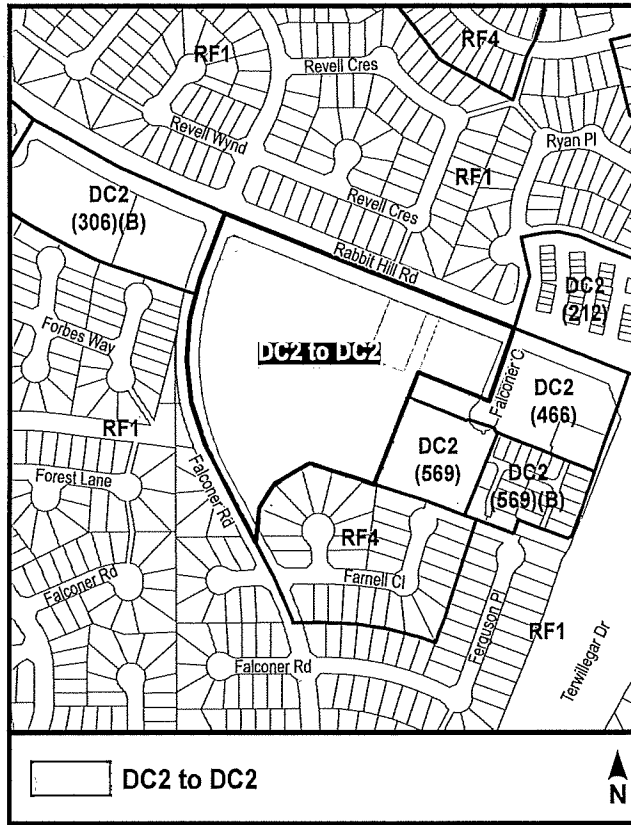 RF4
RF1
Revell Cres
Revell Wynd
Ryan Pl
RF1
Revell Cres
DC2
(306)(B)
Rabbit Hill Rd
DC2
(212)
Forbes Way
DC2 to DC2
Falconer C
DC2
(466)
RF1
DC2
(569)
DC2
(569)(B)
Forest Lane
Falconer Rd
RF4
Farnell Cl
Falconer Rd
Ferguson Pl
RF1
Falconer Rd
Terwillegar Dr
DC2 to DC2
N